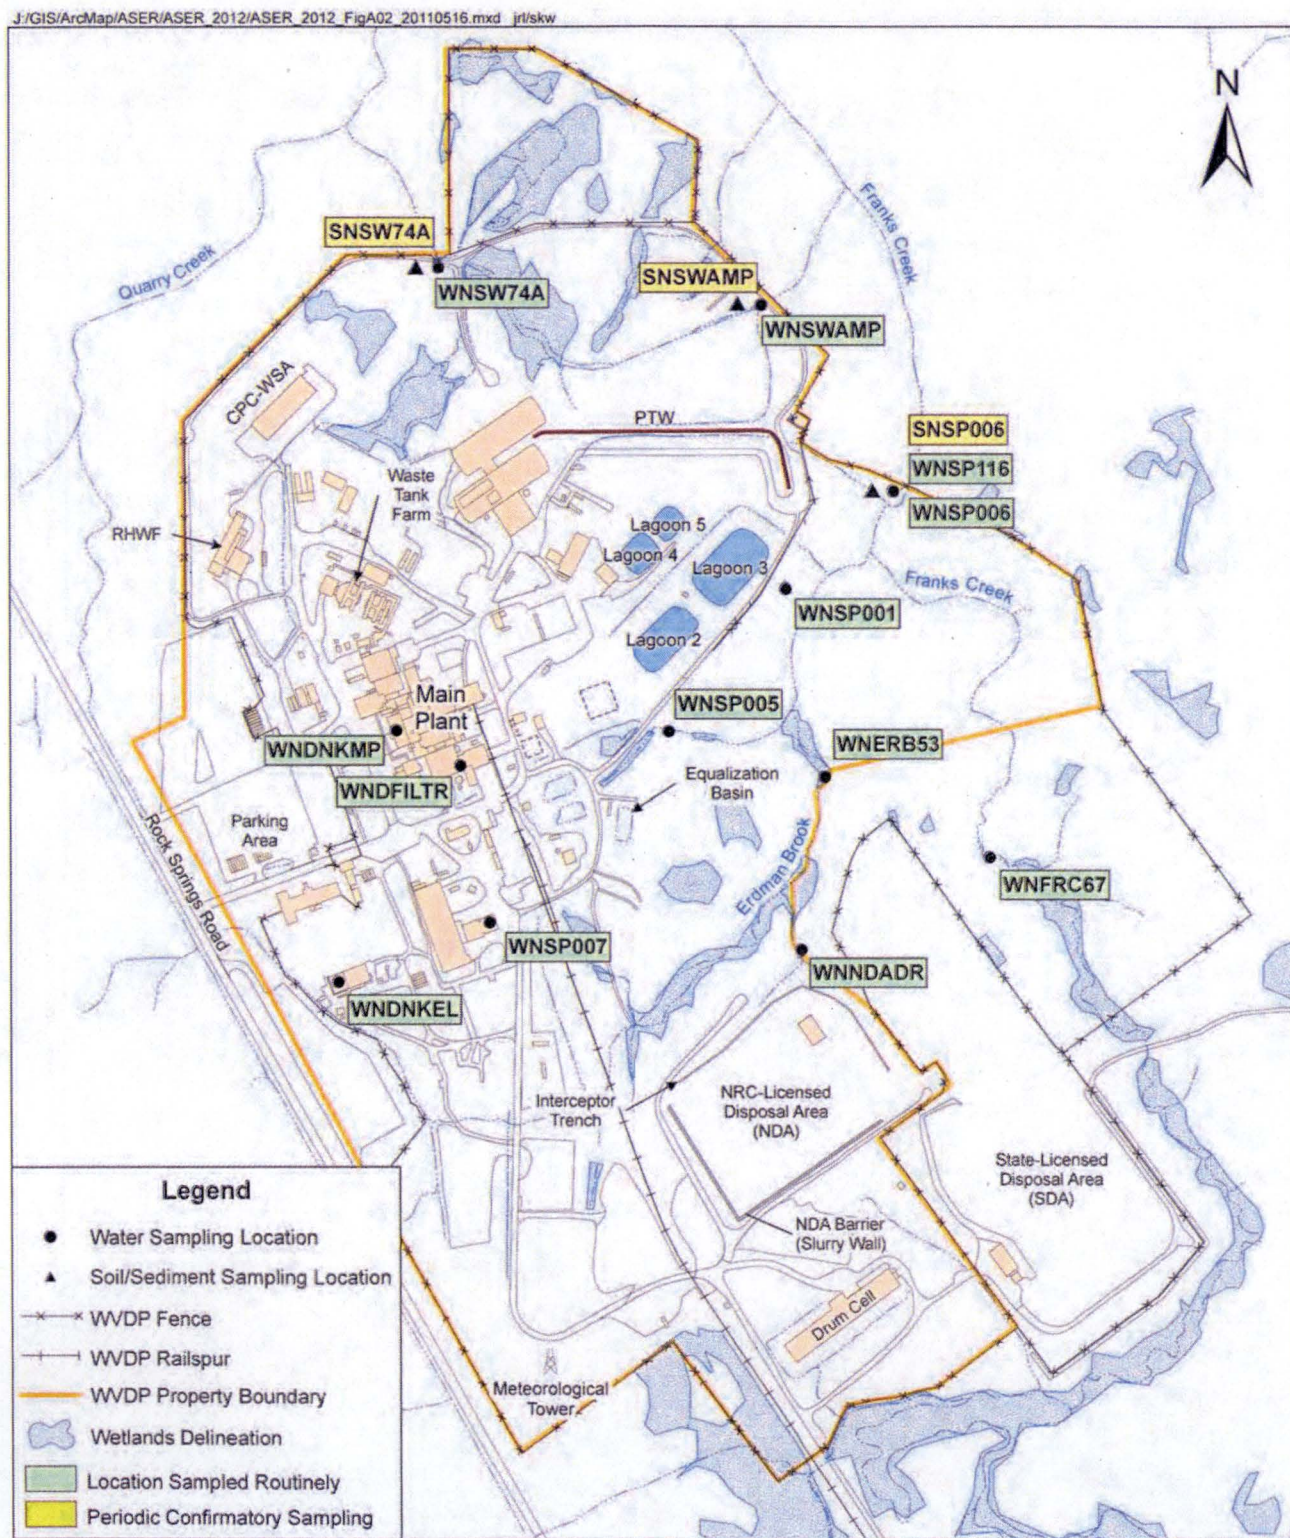 J:/GIS/ArcMap/ASER/ASER_2012/ASER_2012_FigA02_20110516.mxd jrl/skw
N
Franks Creek
SNSW74A
Quarry Creek
WNSW74A
SNSWAMP
WNSWAMP
CPC-WSA
PTW
SNSP006
WNSP116
WNSP006
Waste
Tank
Farm
RHWF
Lagoon 5
Lagoon 4
Lagoon 3
Franks Creek
WNSP001
Lagoon 2
Main
Plant
WNSP005
WNDNKMP
WNERB53
WNDFILTR
Equalization
Basin
Parking
Area
Rock Springs Road
Erdman Brook
WNFRC67
WNSP007
WNNDADR
WNDNKEL
Interceptor
Trench
NRC-Licensed
Disposal Area
(NDA)
State-Licensed
Disposal Area
(SDA)
NDA Barrier
(Slurry Wall)
Drum Cell
Meteorological
Tower
Legend
Water Sampling Location
Soil/Sediment Sampling Location
WVDP Fence
WVDP Railspur
WVDP Property Boundary
Wetlands Delineation
Location Sampled Routinely
Periodic Confirmatory Sampling